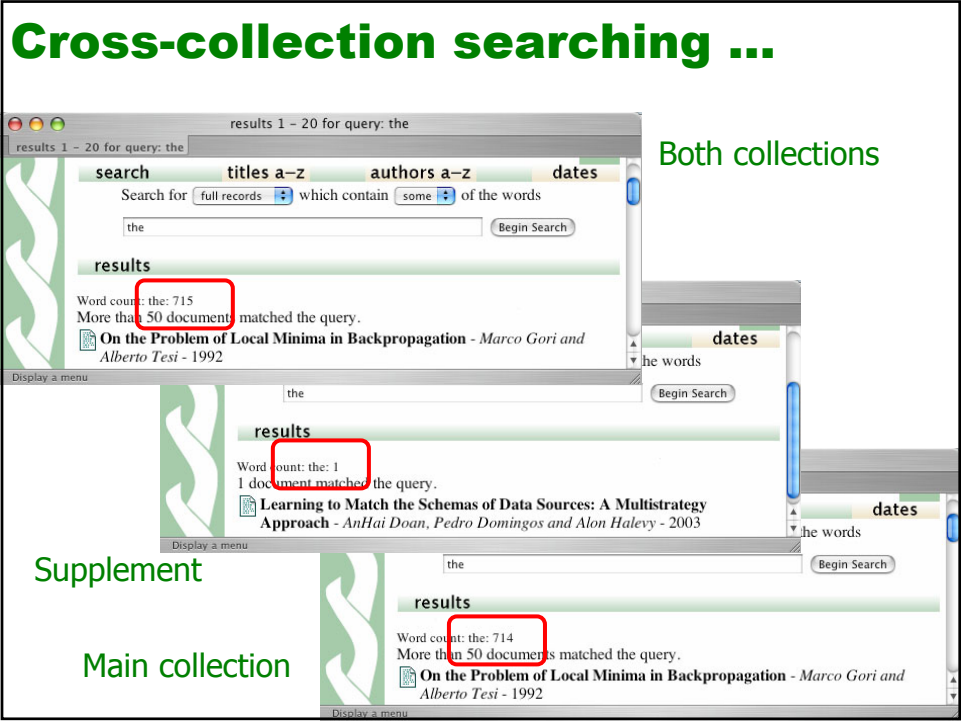 Cross-collection searching ...
results 1 – 20 for query: the
results 1 – 20 for query: the
Both collections
search titles a–z authors a–z dates
Search for full records which contain some of the words
the Begin Search
results
Word count: the: 715
More than 50 documents matched the query.
On the Problem of Local Minima in Backpropagation - Marco Gori and
Alberto Tesi - 1992
Display a menu
dates
he words
the Begin Search
results
Word count: the: 1
1 document matched the query.
Learning to Match the Schemas of Data Sources: A Multistrategy
Approach - AnHai Doan, Pedro Domingos and Alon Halevy - 2003
Display a menu
Supplement
dates
the words
the Begin Search
results
Word count: the: 714
More than 50 documents matched the query.
On the Problem of Local Minima in Backpropagation - Marco Gori and
Alberto Tesi - 1992
Display a menu
Main collection